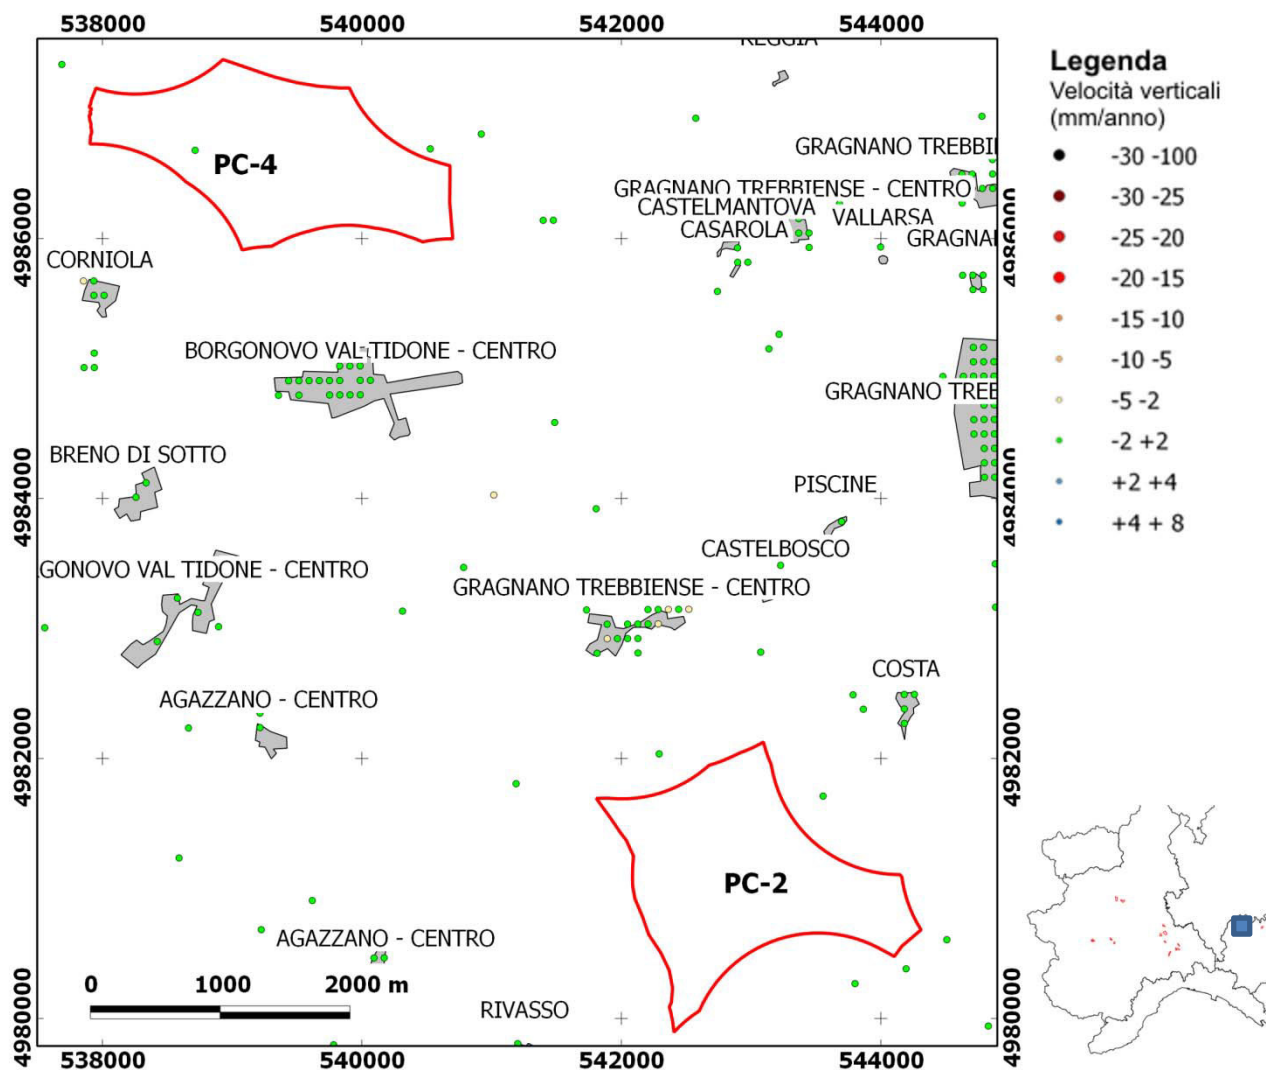 538000 540000 542000 544000
REGGIA
PC-4
GRAGNANO TREBBI
GRAGNANO TREBBIENSE - CENTRO
CASTELMANTOVA
VALLARSA
CASAROLA
GRAGNA
4986000
4986000
CORNIOLA
BORGONOVO VAL TIDONE - CENTRO
GRAGNANO TREB
BRENO DI SOTTO
PISCINE
4984000
4984000
CASTELBOSCO
GONOVO VAL TIDONE - CENTRO
GRAGNANO TREBBIENSE - CENTRO
COSTA
AGAZZANO - CENTRO
4982000
4982000
PC-2
AGAZZANO - CENTRO
0 1000 2000 m
RIVASSO
4980000
4980000
538000 540000 542000 544000
Legenda
Velocità verticali
(mm/anno)
-30 -100
-30 -25
-25 -20
-20 -15
-15 -10
-10 -5
-5 -2
-2 +2
+2 +4
+4 + 8